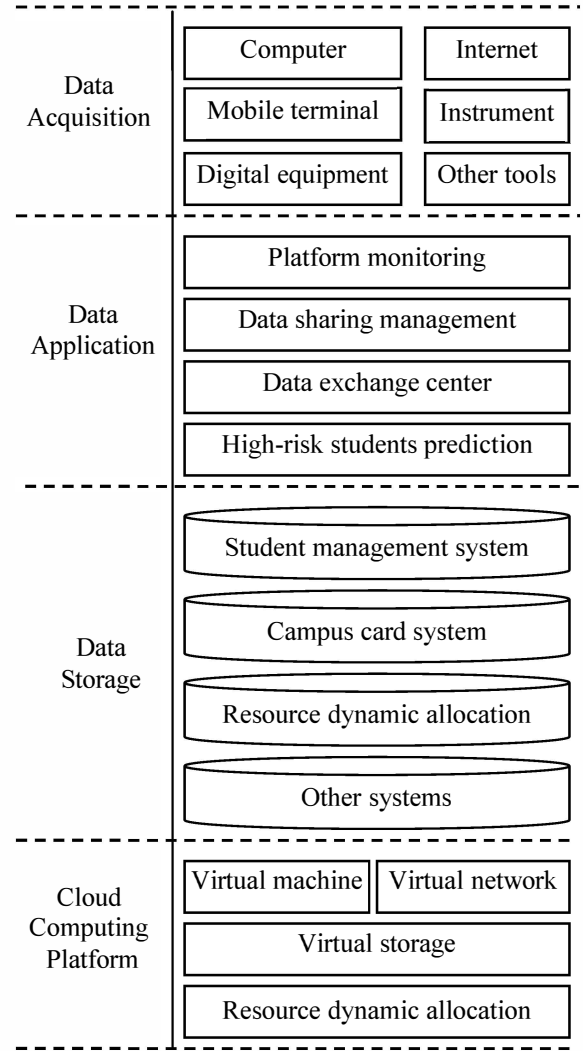 Data
Acquisition
Computer
Internet
Mobile terminal
Instrument
Digital equipment
Other tools
Data
Application
Platform monitoring
Data sharing management
Data exchange center
High-risk students prediction
Data
Storage
Student management system
Campus card system
Resource dynamic allocation
Other systems
Cloud
Computing
Platform
Virtual machine
Virtual network
Virtual storage
Resource dynamic allocation